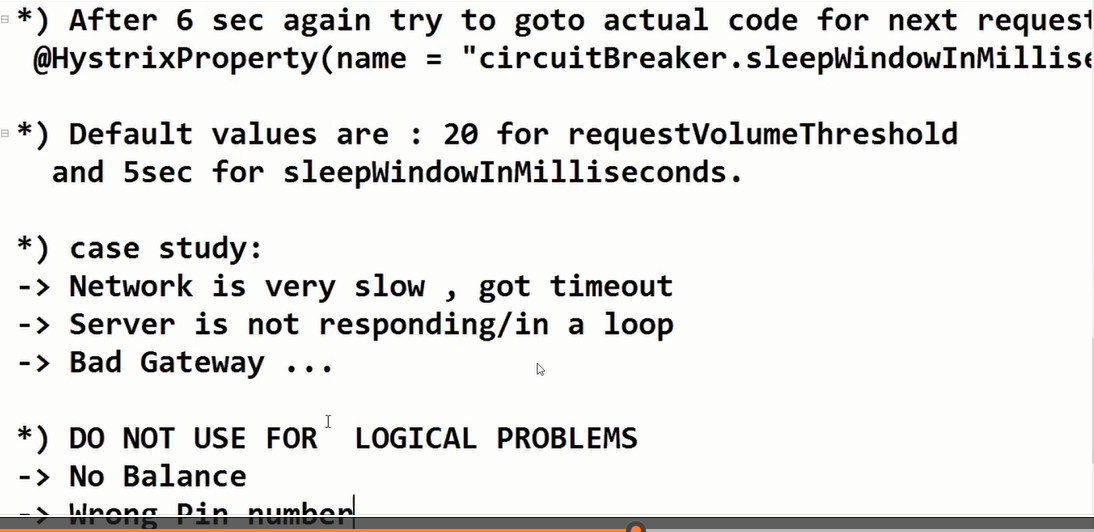 *) After 6 sec again try to goto actual code for next request
@HystrixProperty(name = "circuitBreaker.sleepWindowInMillise
*) Default values are : 20 for requestVolumeThreshold
and 5sec for sleepWindowInMilliseconds.
*) case study:
-> Network is very slow , got timeout
-> Server is not responding/in a loop
-> Bad Gateway ...
*) DO NOT USE FOR LOGICAL PROBLEMS
-> No Balance
-> Wrong Pin number